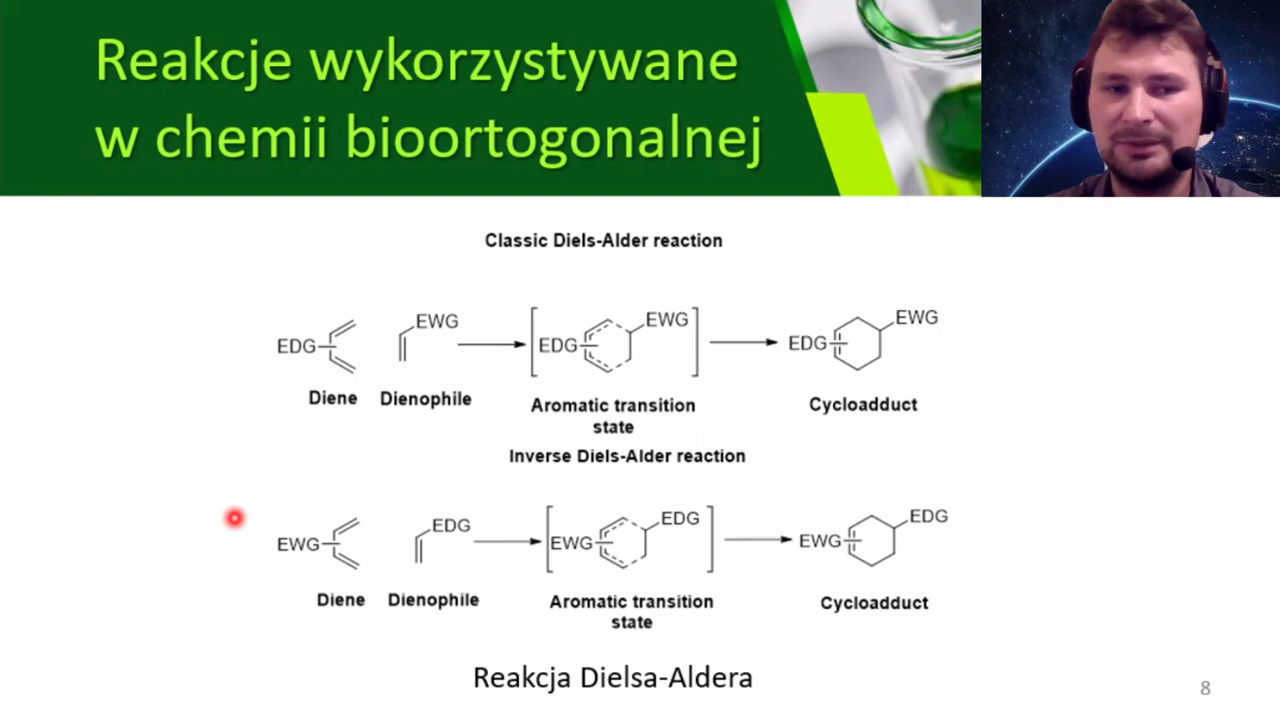 Reakcje wykorzystywane
w chemii bioortogonalnej
Classic Diels-Alder reaction
EDG
EWG
EDG
EWG
EDG
EWG
Diene
Dienophile
Aromatic transition
state
Cycloadduct
Inverse Diels-Alder reaction
EWG
EDG
EWG
EDG
EWG
EDG
Diene
Dienophile
Aromatic transition
state
Cycloadduct
Reakcja Dielsa-Aldera
8